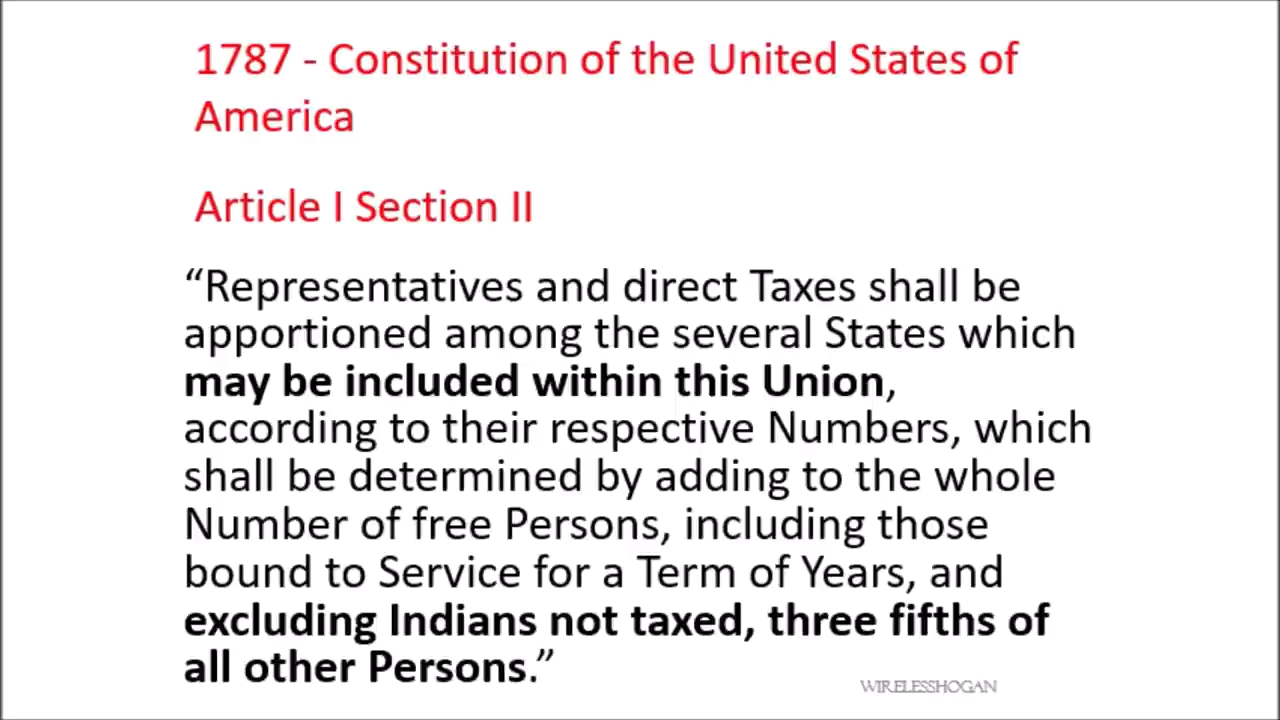 1787 - Constitution of the United States of
America
Article I Section II
“Representatives and direct Taxes shall be
apportioned among the several States which
may be included within this Union,
according to their respective Numbers, which
shall be determined by adding to the whole
Number of free Persons, including those
bound to Service for a Term of Years, and
excluding Indians not taxed, three fifths of
all other Persons.”
WIRELESSHOGAN